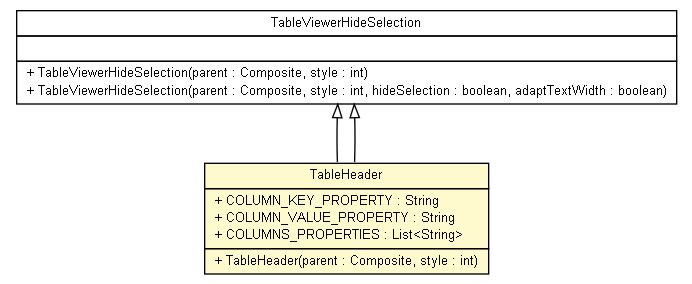 TableViewerHideSelection
+ TableViewerHideSelection(parent : Composite, style : int)
+ TableViewerHideSelection(parent : Composite, style : int, hideSelection : boolean, adaptTextWidth : boolean)
TableHeader
+ COLUMN_KEY_PROPERTY : String
+ COLUMN_VALUE_PROPERTY : String
+ COLUMNS_PROPERTIES : List<String>
+ TableHeader(parent : Composite, style : int)